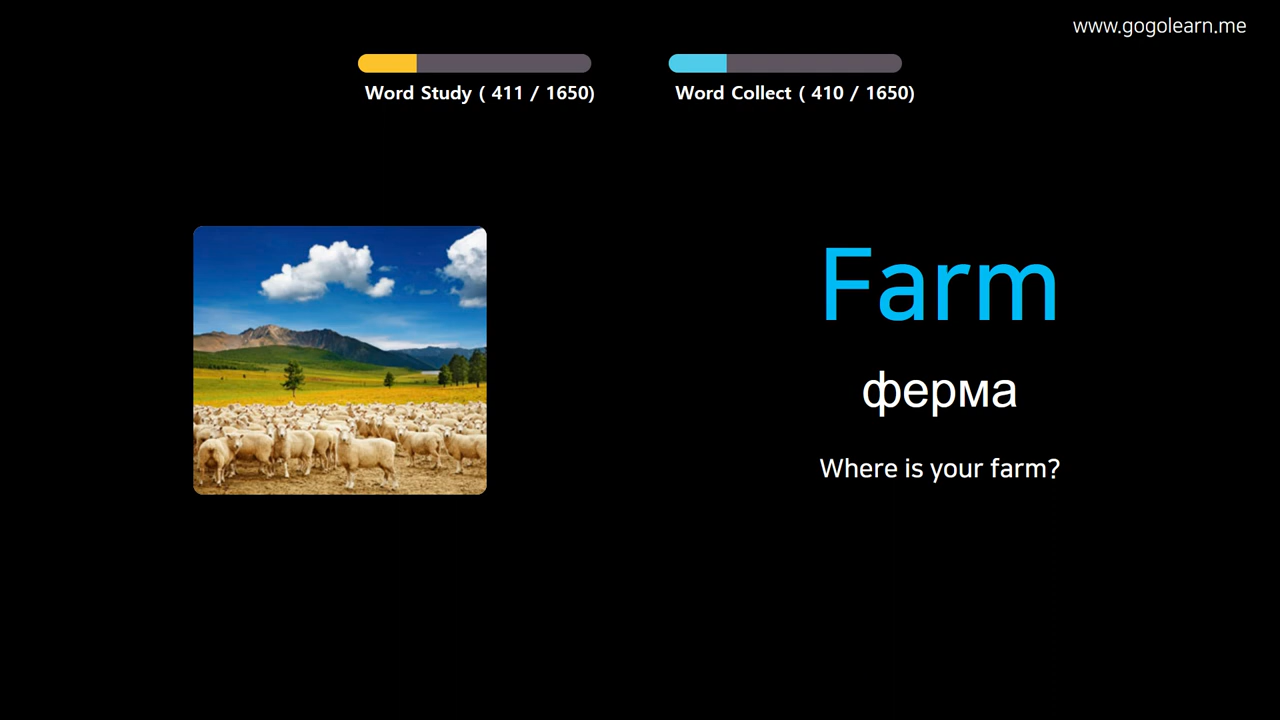 www.gogolearn.me
Word Study ( 411 / 1650)
Word Collect ( 410 / 1650)
Farm
ферма
Where is your farm?